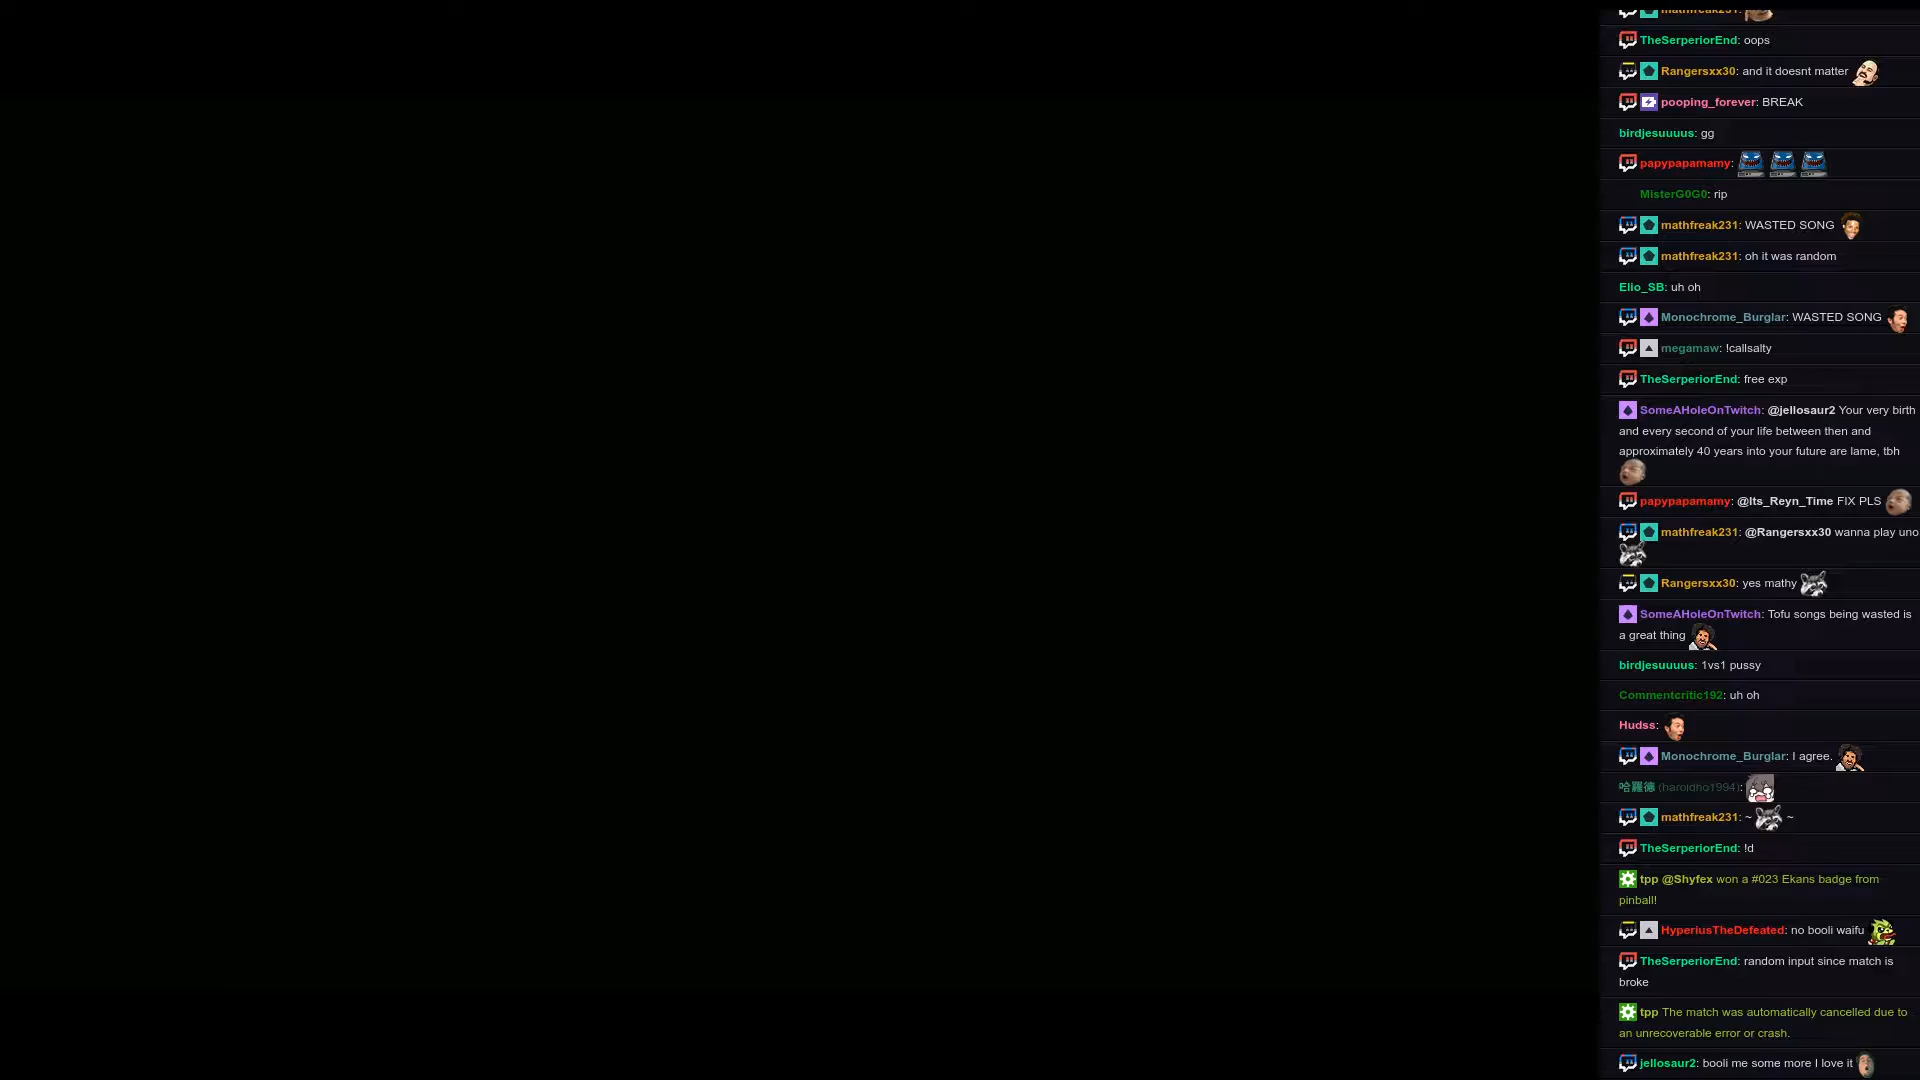 mathfreak231:
TheSerperiorEnd: oops
Rangersxx30: and it doesnt matter
pooping_forever: BREAK
birdjesuuuus: gg
papypapamamy:
MisterG0G0: rip
mathfreak231: WASTED SONG
mathfreak231: oh it was random
Elio_SB: uh oh
Monochrome_Burglar: WASTED SONG
megamaw: !callsalty
TheSerperiorEnd: free exp
SomeAHoleOnTwitch: @jellosaur2 Your very birth
and every second of your life between then and
approximately 40 years into your future are lame, tbh
papypapamamy: @Its_Reyn_Time FIX PLS
mathfreak231: @Rangersxx30 wanna play uno
Rangersxx30: yes mathy
SomeAHoleOnTwitch: Tofu songs being wasted is
a great thing
birdjesuuuus: 1vs1 pussy
Commentcritic192: uh oh
Hudss:
Monochrome_Burglar: I agree.
哈羅德 (haroldho1994):
mathfreak231: ~ ~
TheSerperiorEnd: !d
tpp @Shyfex won a #023 Ekans badge from
pinball!
HyperiusTheDefeated: no booli waifu
TheSerperiorEnd: random input since match is
broke
tpp The match was automatically cancelled due to
an unrecoverable error or crash.
jellosaur2: booli me some more I love it